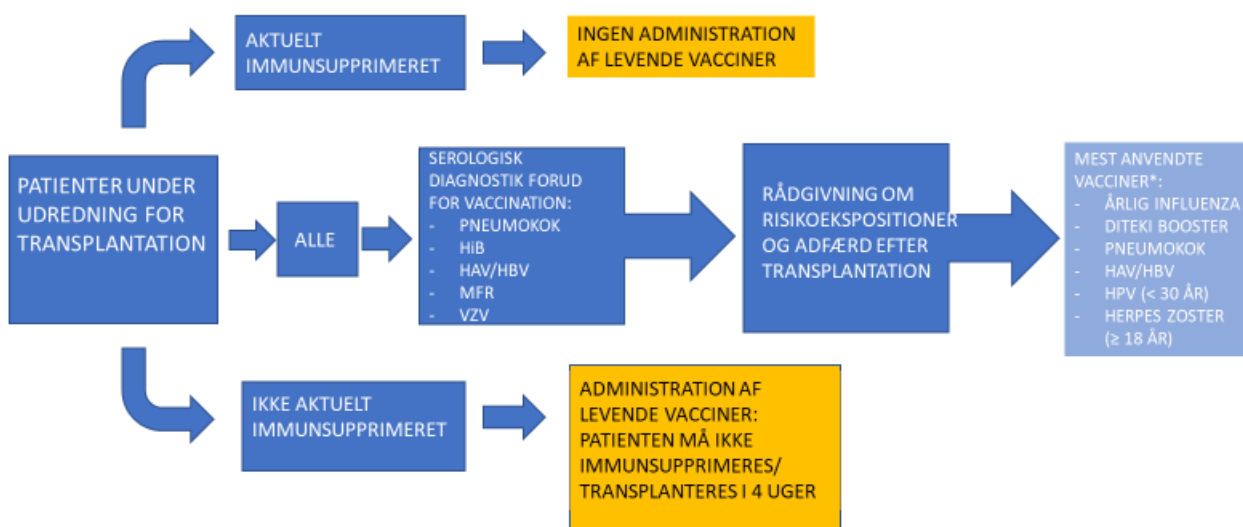 AKTUELT
IMMUNSUPPRIMERET
INGEN ADMINISTRATION
AF LEVENDE VACCINER
PATIENTER UNDER
UDREDNING FOR
TRANSPLANTATION
ALLE
SEROLOGISK
DIAGNOSTIK FORUD
FOR VACCINATION:
- PNEUMOKOK
- HiB
- HAV/HBV
- MFR
- VZV
RÅDGIVNING OM
RISIKOEKSPOSITIONER
OG ADFÆRD EFTER
TRANSPLANTATION
MEST ANVENDTE
VACCINER*:
- ÅRLIG INFLUENZA
- DITEKI BOOSTER
- PNEUMOKOK
- HAV/HBV
- HPV (< 30 ÅR)
- HERPES ZOSTER
(≥ 18 ÅR)
IKKE AKTUELT
IMMUNSUPPRIMERET
ADMINISTRATION AF
LEVENDE VACCINER:
PATIENTEN MÅ IKKE
IMMUNSUPPRIMERES/
TRANSPLANTERES I 4 UGER